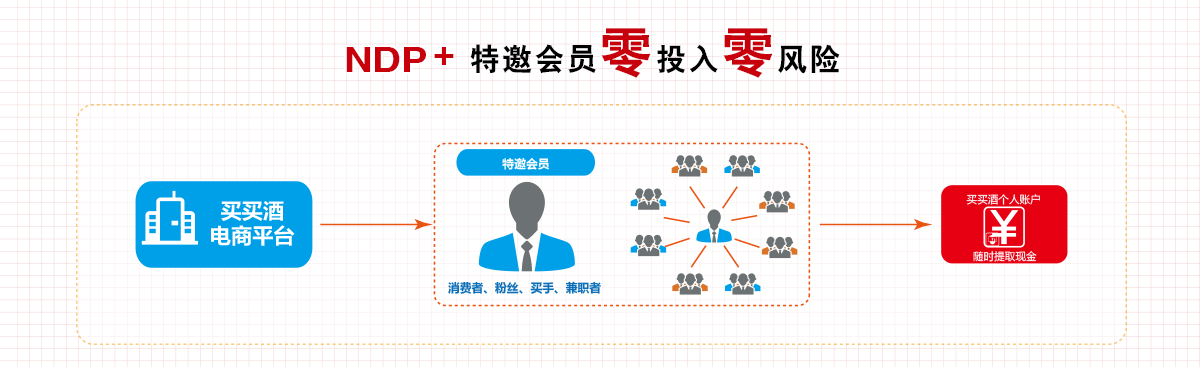 NDP+ 特邀会员零投入零风险
买买酒
电商平台
特邀会员
消费者、粉丝、买手、兼职者
买买酒个人账户
¥
随时提取现金